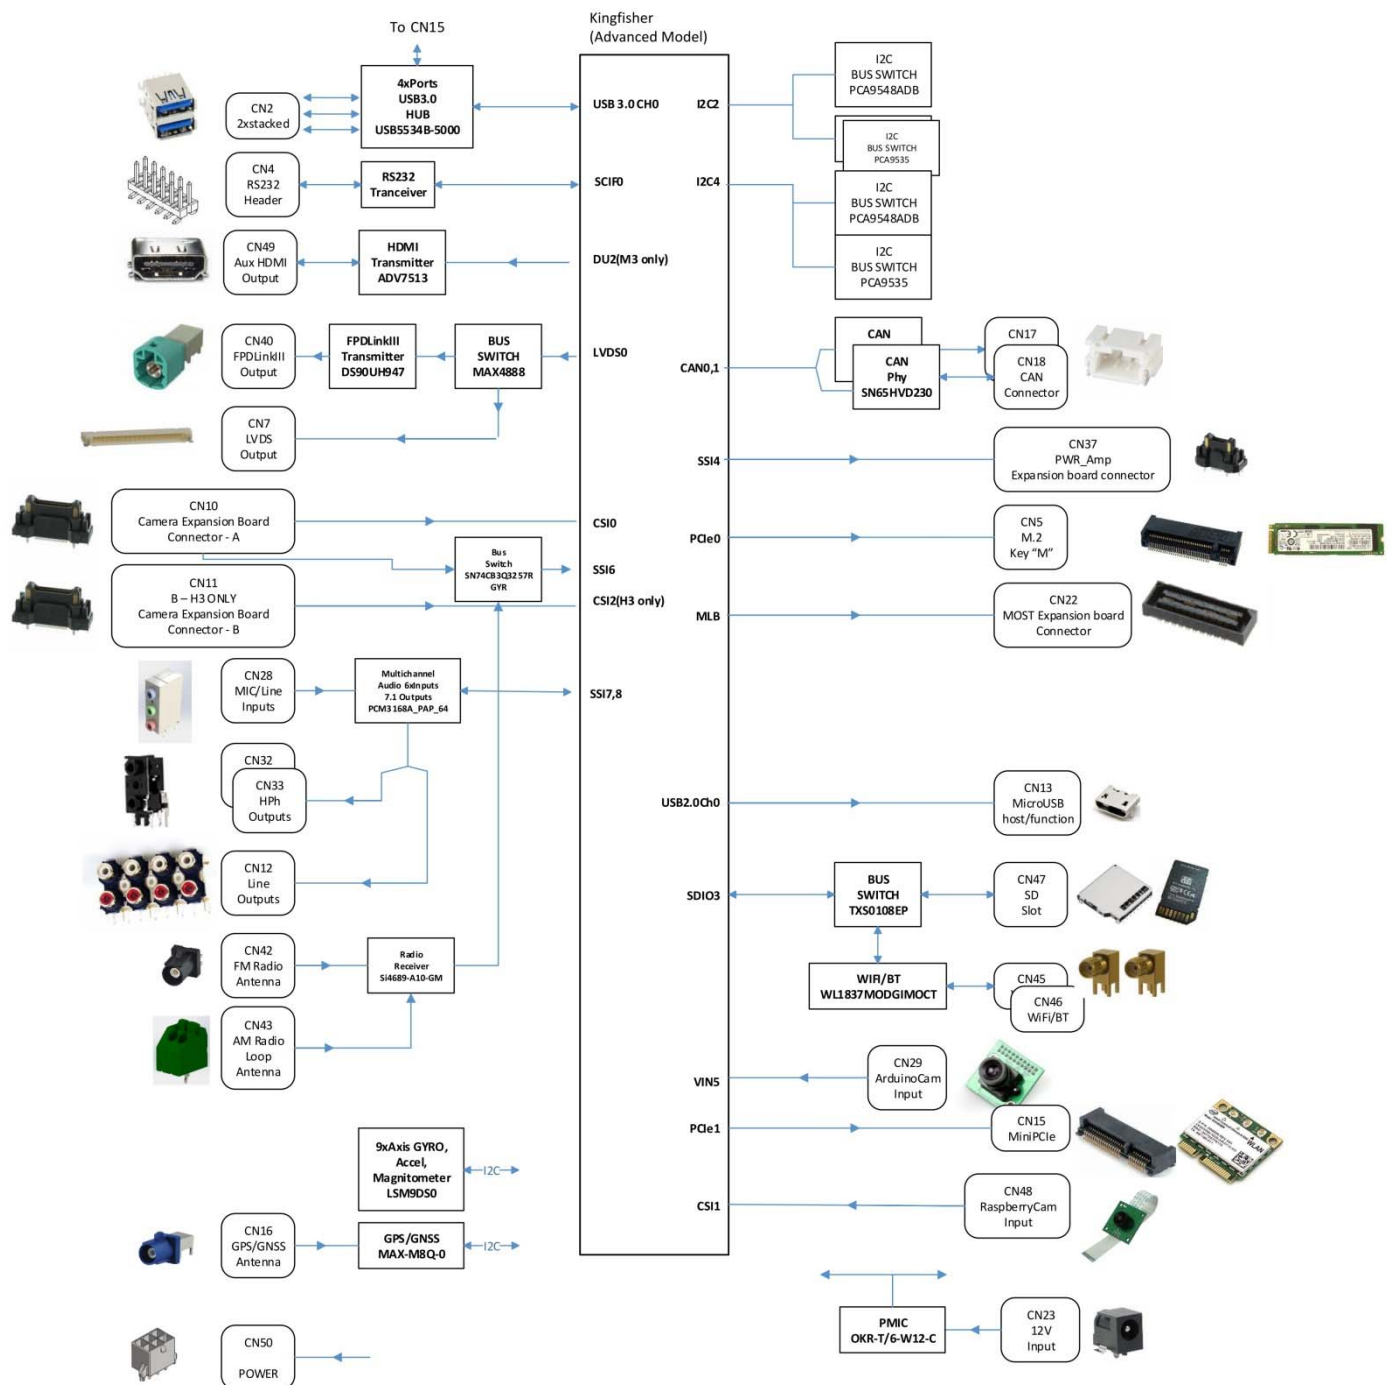 To CN15
Kingfisher
(Advanced Model)
4xPorts
USB3.0
HUB
USB5534B-5000
CN2
2xstacked
USB 3.0 CH0
CN4
RS232
Header
RS232
Tranceiver
SCIF0
CN49
Aux HDMI
Output
HDMI
Transmitter
ADV7513
DU2(M3 only)
CN40
FPDLinkIII
Output
FPDLinkIII
Transmitter
DS90UH947
BUS
SWITCH
MAX4888
LVDS0
CN7
LVDS
Output
CN10
Camera Expansion Board
Connector - A
CSI0
Bus
Switch
SN74CB3Q3257R
GYR
SSI6
CN11
B – H3 ONLY
Camera Expansion Board
Connector - B
CSI2(H3 only)
CN28
MIC/Line
Inputs
Multichannel
Audio 6xInputs
7.1 Outputs
PCM3168A_PAP_64
SSI7,8
CN32
CN33
HPh
Outputs
CN12
Line
Outputs
CN42
FM Radio
Antenna
Radio
Receiver
Si4689-A10-GM
CN43
AM Radio
Loop
Antenna
9xAxis GYRO,
Accel,
Magnitometer
LSM9DS0
I2C
CN16
GPS/GNSS
Antenna
GPS/GNSS
MAX-M8Q-0
I2C
CN50
POWER
I2C2
I2C
BUS SWITCH
PCA9548ADB
I2C
BUS SWITCH
PCA9535
I2C4
I2C
BUS SWITCH
PCA9548ADB
I2C
BUS SWITCH
PCA9535
CAN0,1
CAN
CAN
Phy
SN65HVD230
CN17
CN18
CAN
Connector
SSI4
CN37
PWR_Amp
Expansion board connector
PCIe0
CN5
M.2
Key “M”
MLB
CN22
MOST Expansion board
Connector
USB2.0Ch0
CN13
MicroUSB
host/function
SDIO3
BUS
SWITCH
TXS0108EP
CN47
SD
Slot
WIFI/BT
WL1837MODGIMOCT
CN45
CN46
WiFi/BT
VIN5
CN29
ArduinoCam
Input
PCIe1
CN15
MiniPCIe
WLAN
CSI1
CN48
RaspberryCam
Input
PMIC
OKR-T/6-W12-C
CN23
12V
Input